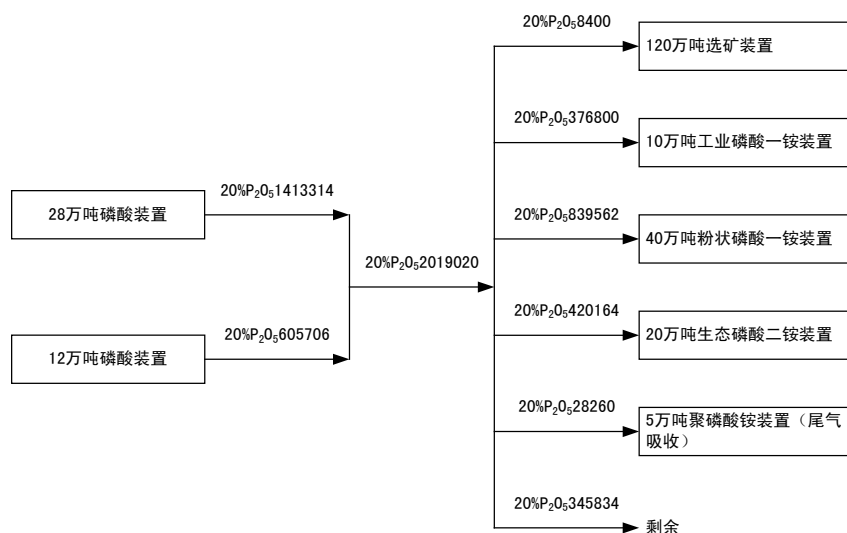 20%P₂O₅8400
120万吨选矿装置
20%P₂O₅376800
10万吨工业磷酸一铵装置
28万吨磷酸装置
20%P₂O₅1413314
20%P₂O₅839562
40万吨粉状磷酸一铵装置
20%P₂O₅2019020
12万吨磷酸装置
20%P₂O₅605706
20%P₂O₅420164
20万吨生态磷酸二铵装置
20%P₂O₅28260
5万吨聚磷酸铵装置（尾气
吸收）
20%P₂O₅345834
剩余